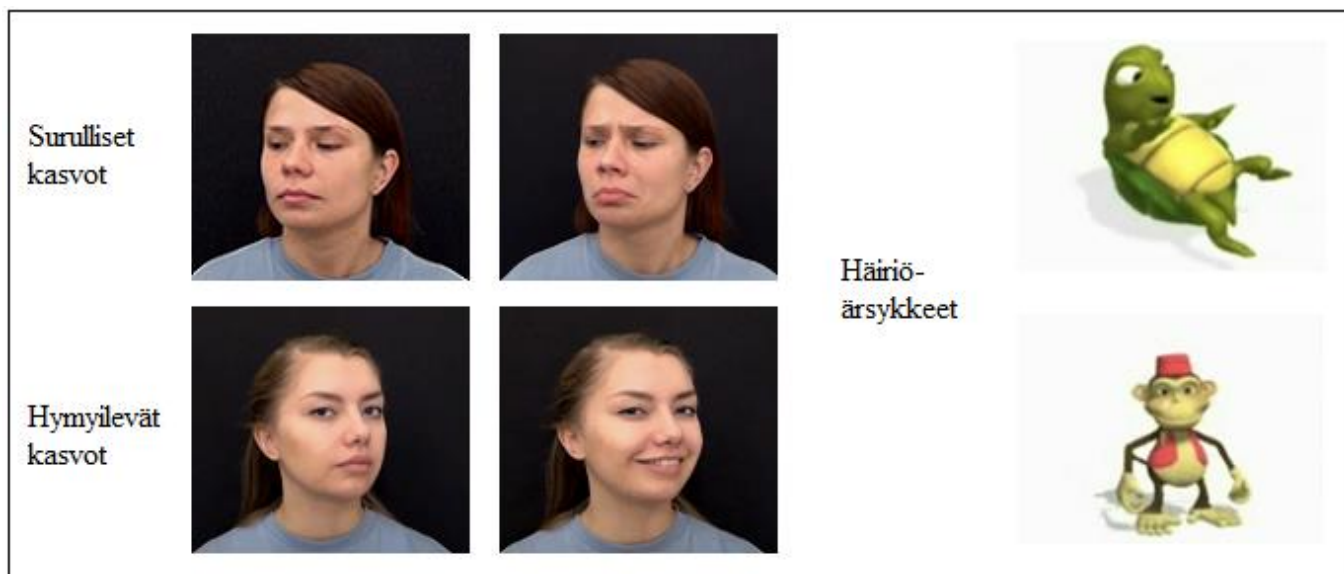 Surulliset
kasvot
Häiriö-
ärsykkeet
Hymyilevät
kasvot